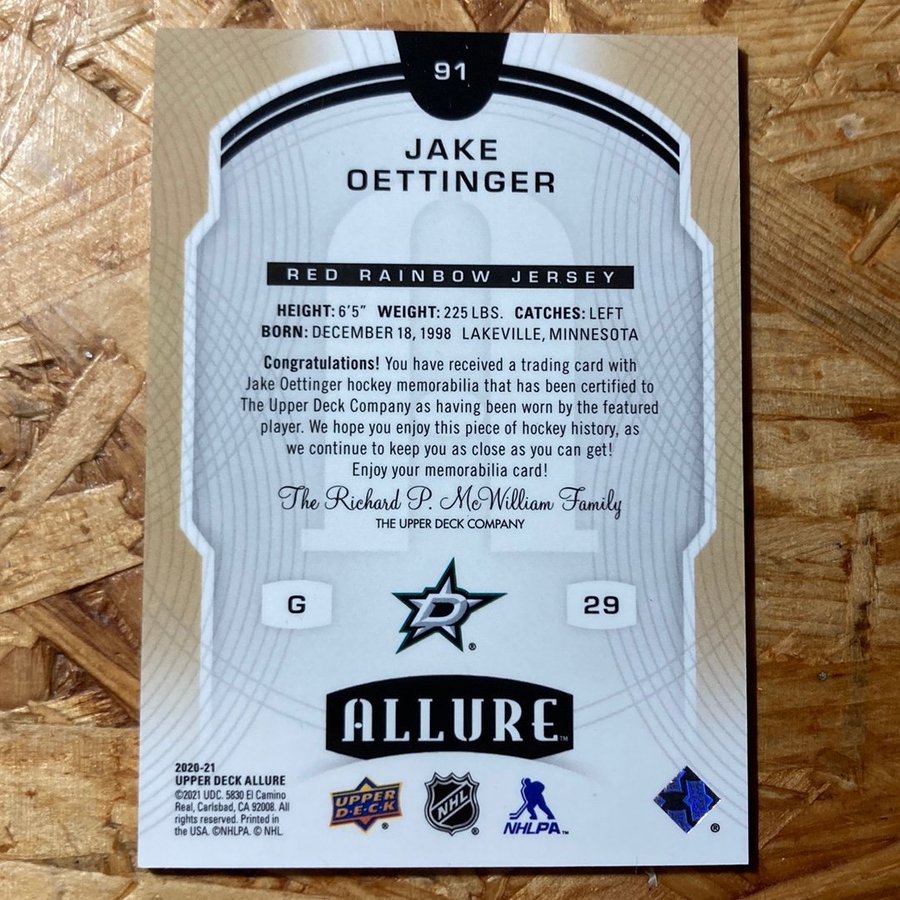 91
JAKE
OETTINGER
RED RAINBOW JERSEY
HEIGHT: 6'5" WEIGHT: 225 LBS. CATCHES: LEFT
BORN: DECEMBER 18, 1998 LAKEVILLE, MINNESOTA
Congratulations! You have received a trading card with
Jake Oettinger hockey memorabilia that has been certified to
The Upper Deck Company as having been worn by the featured
player. We hope you enjoy this piece of hockey history, as
we continue to keep you as close as you can get!
Enjoy your memorabilia card!
The Richard P. McWilliam Family
THE UPPER DECK COMPANY
G
D
®
29
ALLURE™
2020-21
UPPER DECK ALLURE
©2021 UDC. 5830 El Camino
Real, Carlsbad, CA 92008. All
rights reserved. Printed in
the USA. ©NHLPA. © NHL.
UPPER
DECK®
NHL®
NHLPA™
®